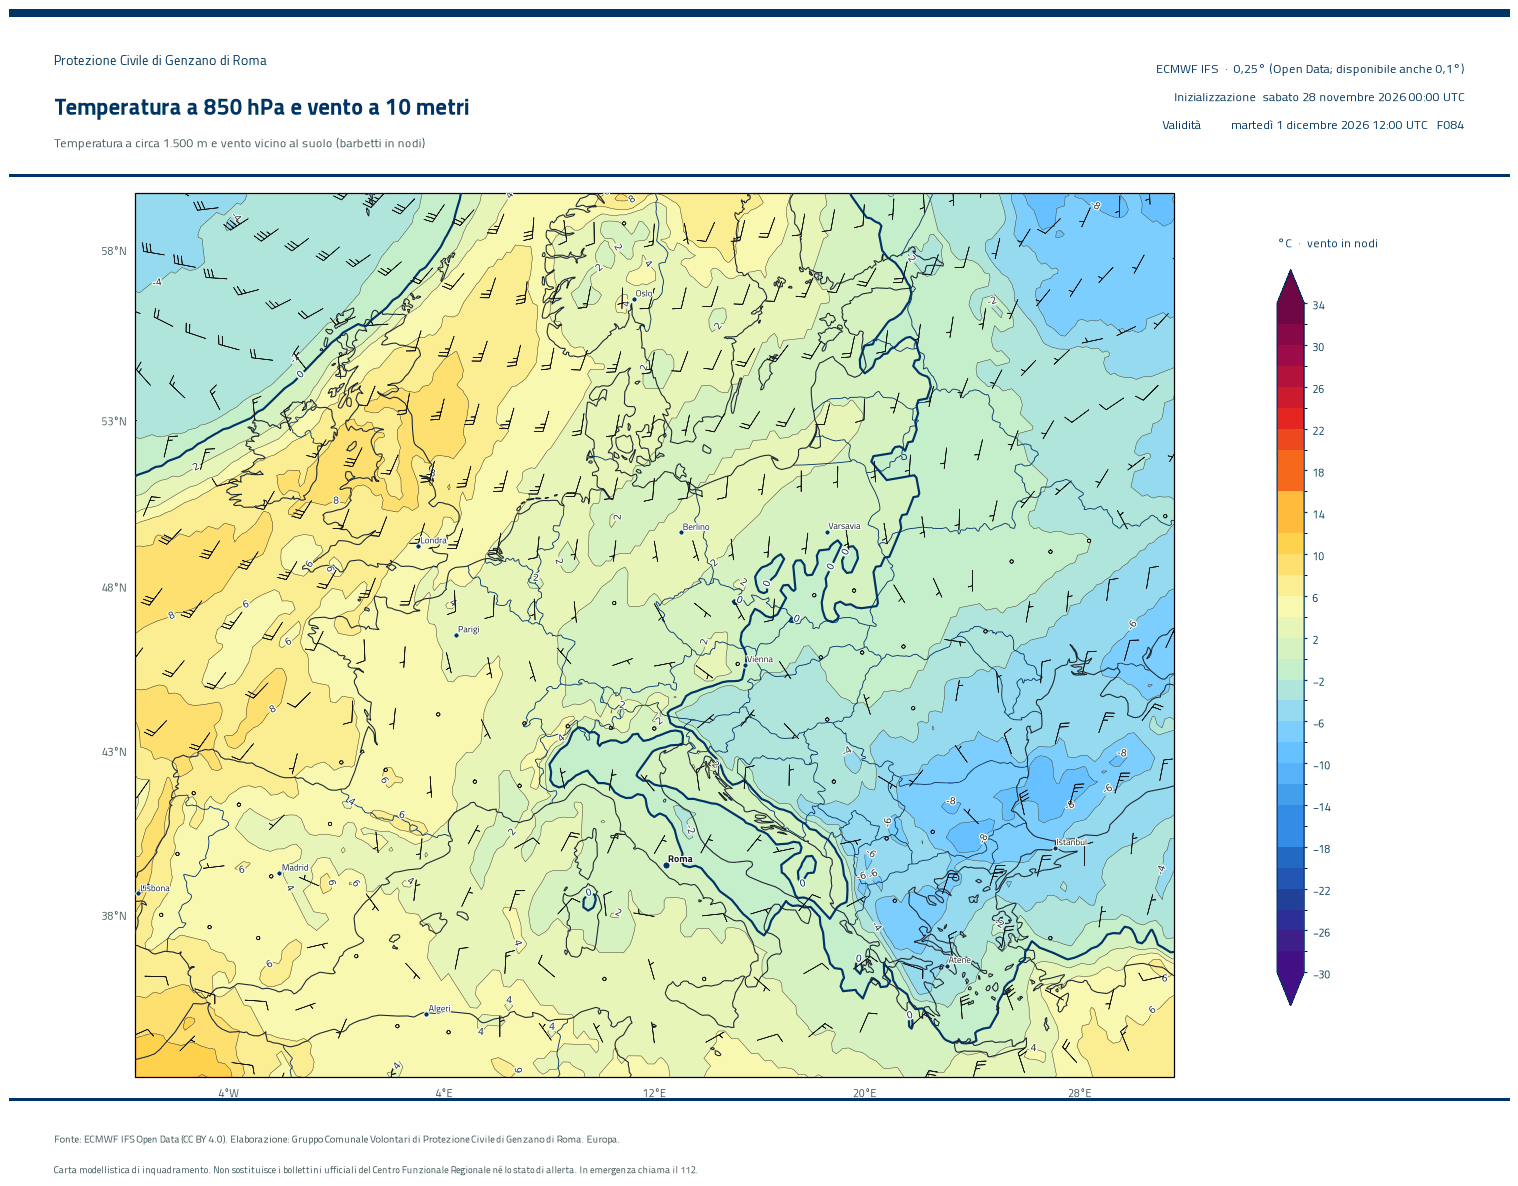 Protezione Civile di Genzano di Roma
Temperatura a 850 hPa e vento a 10 metri
Temperatura a circa 1.500 m e vento vicino al suolo (barbetti in nodi)
ECMWF IFS · 0,25° (Open Data; disponibile anche 0,1°)
Inizializzazione sabato 28 novembre 2026 00:00 UTC
Validità martedì 1 dicembre 2026 12:00 UTC F084
°C · vento in nodi
34
30
26
22
18
14
10
6
2
−2
−6
−10
−14
−18
−22
−26
−30
58°N
53°N
48°N
43°N
38°N
4°W
4°E
12°E
20°E
28°E
Oslo
Londra
Berlino
Varsavia
Parigi
Vienna
Madrid
Roma
Istanbul
Lisbona
Atene
Algeri
Fonte: ECMWF IFS Open Data (CC BY 4.0). Elaborazione: Gruppo Comunale Volontari di Protezione Civile di Genzano di Roma. Europa.
Carta modellistica di inquadramento. Non sostituisce i bollettini ufficiali del Centro Funzionale Regionale né lo stato di allerta. In emergenza chiama il 112.